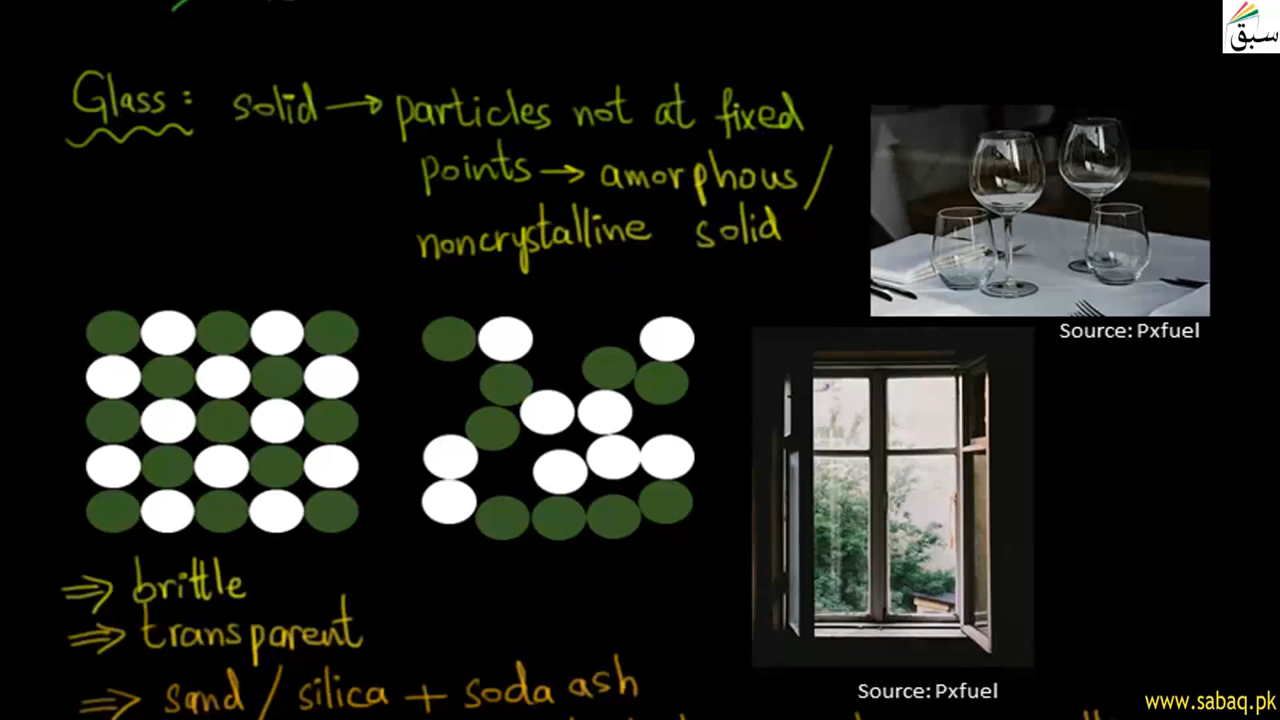 سبق
Glass: solid → particles not at fixed
points → amorphous /
noncrystalline solid
Source: Pxfuel
⇒ brittle
⇒ transparent
⇒ sand / silica + soda ash
Source: Pxfuel
www.sabaq.pk